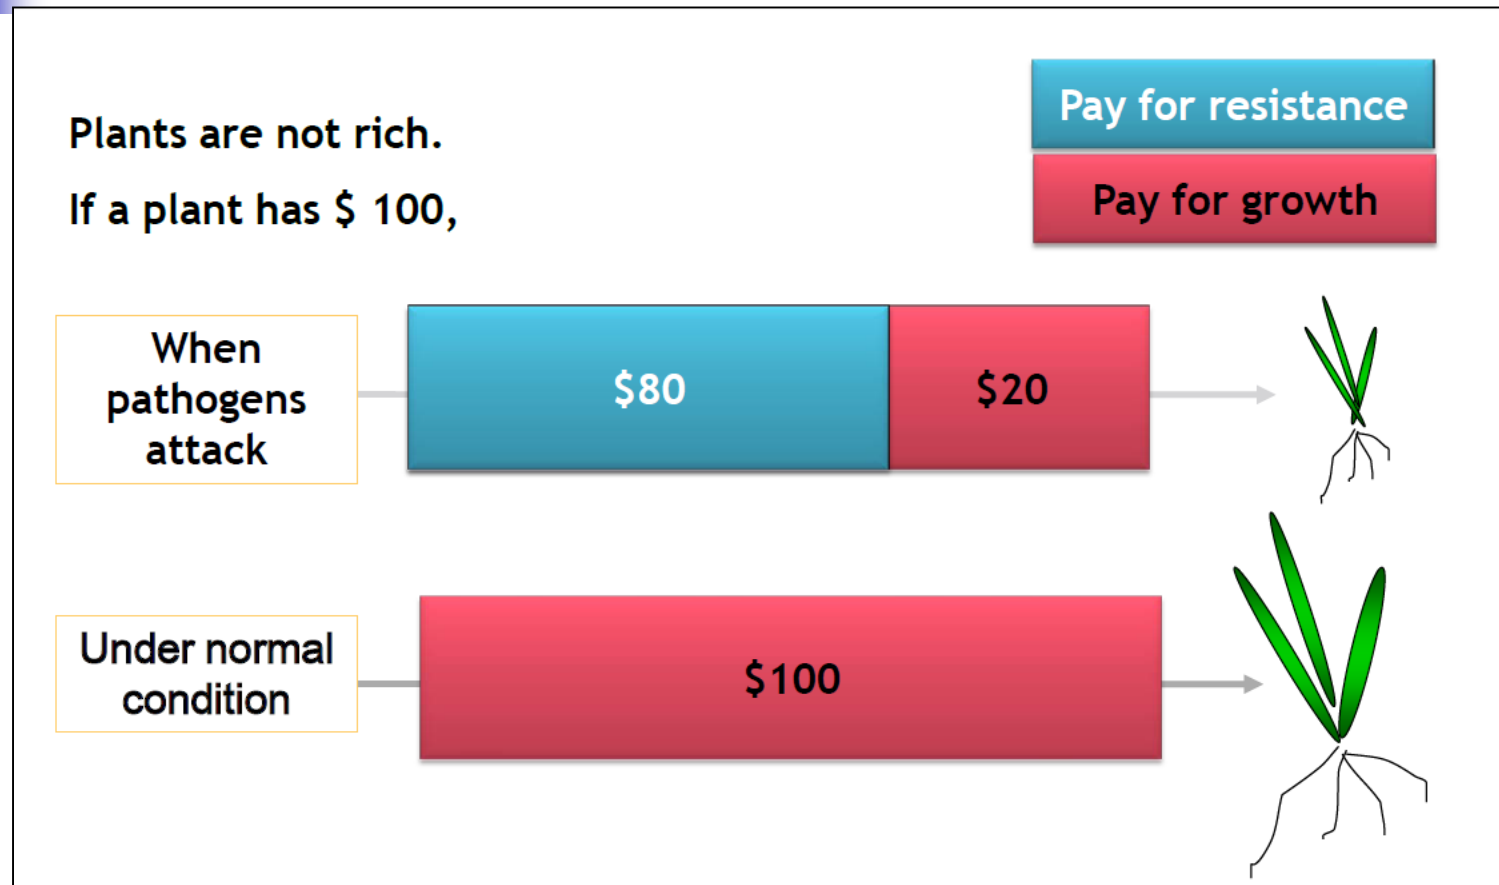 Plants are not rich.
If a plant has $ 100,
Pay for resistance
Pay for growth
When
pathogens
attack
$80
$20
Under normal
condition
$100